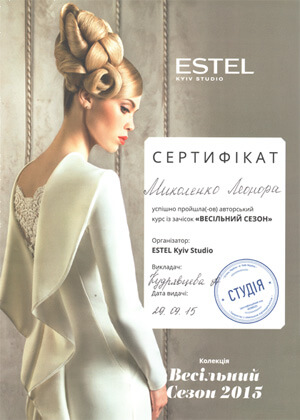 ESTEL
KYIV STUDIO
СЕРТИФІКАТ
Миколенко Леонора
успішно пройшла(-ов) авторський
курс із зачісок «ВЕСІЛЬНИЙ СЕЗОН»
Організатор:
ESTEL Kyiv Studio
Викладач:
Кудрявцева А
Дата видачі:
20.04.15
СТУДІЯ
Колекція
Весільний
Сезон 2015